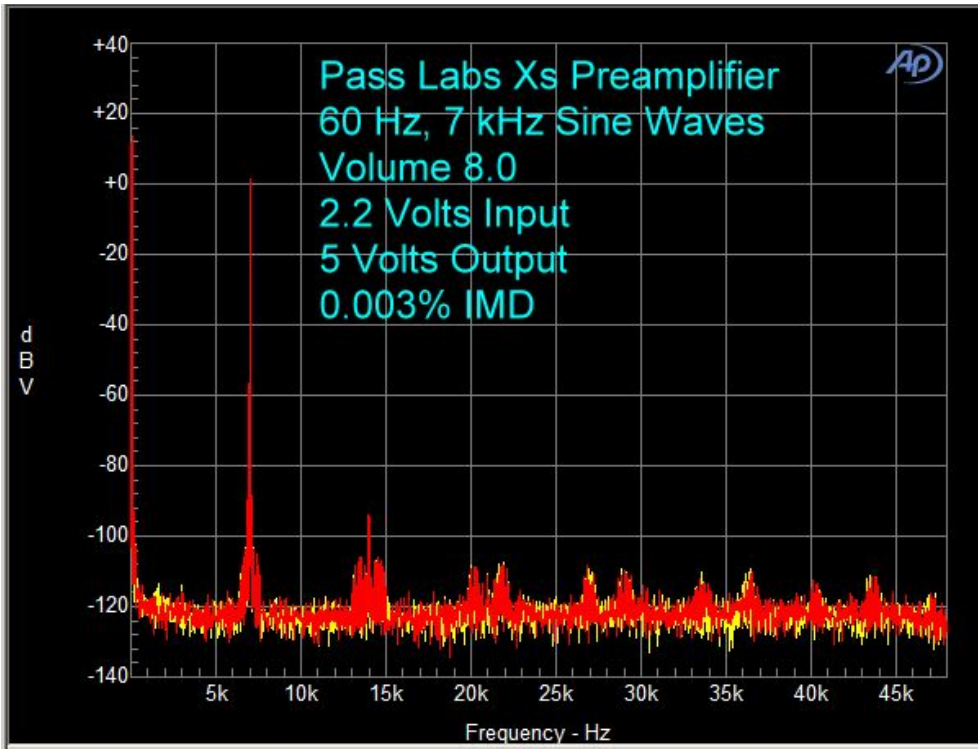 Ap
Pass Labs Xs Preamplifier
60 Hz, 7 kHz Sine Waves
Volume 8.0
2.2 Volts Input
5 Volts Output
0.003% IMD
+40
+20
+0
-20
-40
-60
-80
-100
-120
-140
d
B
V
5k 10k 15k 20k 25k 30k 35k 40k 45k
Frequency - Hz